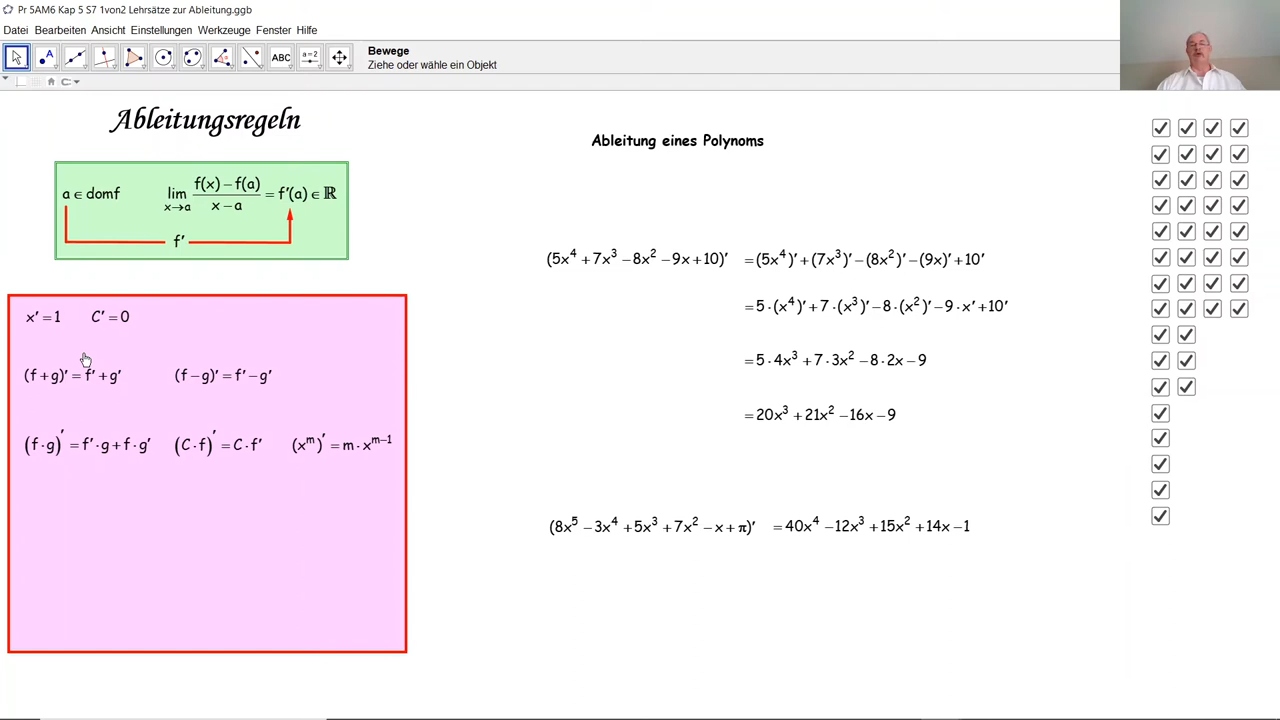 Pr 5AM6 Kap 5 S7 1von2 Lehrsätze zur Ableitung.ggb
Datei Bearbeiten Ansicht Einstellungen Werkzeuge Fenster Hilfe
A ABC a=2
Bewege
Ziehe oder wähle ein Objekt
Ableitungsregeln
a ∈ domf lim x→a (f(x) − f(a))/(x − a) = f′(a) ∈ ℝ
f′
x′ = 1 C′ = 0
(f + g)′ = f′ + g′ (f − g)′ = f′ − g′
(f · g)′ = f′ · g + f · g′ (C · f)′ = C · f′ (x^m)′ = m · x^(m−1)
Ableitung eines Polynoms
(5x⁴ + 7x³ − 8x² − 9x + 10)′ = (5x⁴)′ + (7x³)′ − (8x²)′ − (9x)′ + 10′
= 5 · (x⁴)′ + 7 · (x³)′ − 8 · (x²)′ − 9 · x′ + 10′
= 5 · 4x³ + 7 · 3x² − 8 · 2x − 9
= 20x³ + 21x² − 16x − 9
(8x⁵ − 3x⁴ + 5x³ + 7x² − x + π)′ = 40x⁴ − 12x³ + 15x² + 14x − 1